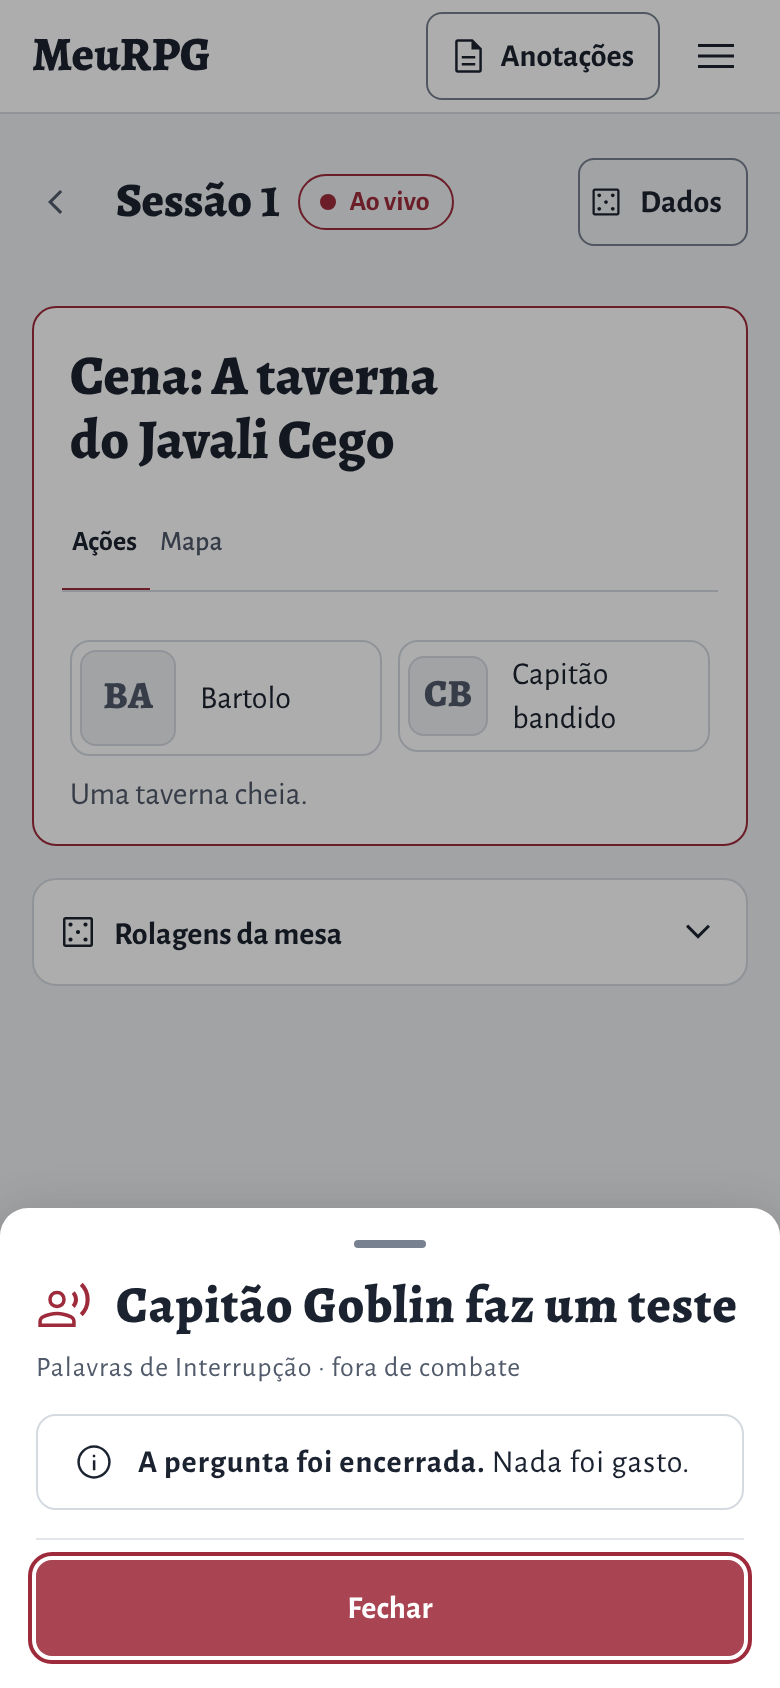 MeuRPG
Anotações
Sessão 1
Ao vivo
Dados
Cena: A taverna
do Javali Cego
Ações
Mapa
BA
Bartolo
CB
Capitão
bandido
Uma taverna cheia.
Rolagens da mesa
Capitão Goblin faz um teste
Palavras de Interrupção · fora de combate
A pergunta foi encerrada. Nada foi gasto.
Fechar